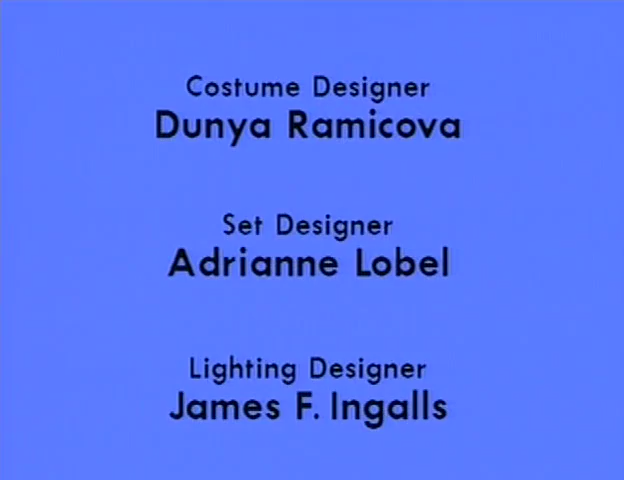 Costume Designer
Dunya Ramicova
Set Designer
Adrianne Lobel
Lighting Designer
James F. Ingalls